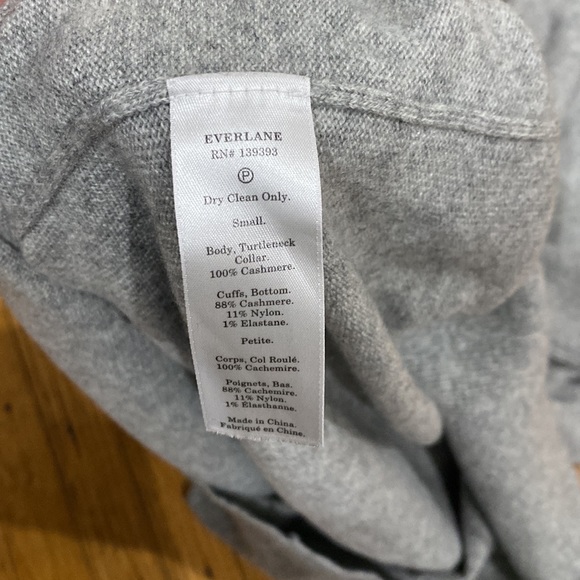 EVERLANE
RN# 139393
P
Dry Clean Only.
Small.
Body, Turtleneck
Collar.
100% Cashmere.
Cuffs, Bottom.
88% Cashmere.
11% Nylon.
1% Elastane.
Petite.
Corps, Col Roulé.
100% Cachemire.
Poignets, Bas.
88% Cachemire.
11% Nylon.
1% Élasthanne.
Made in China.
Fabriqué en Chine.